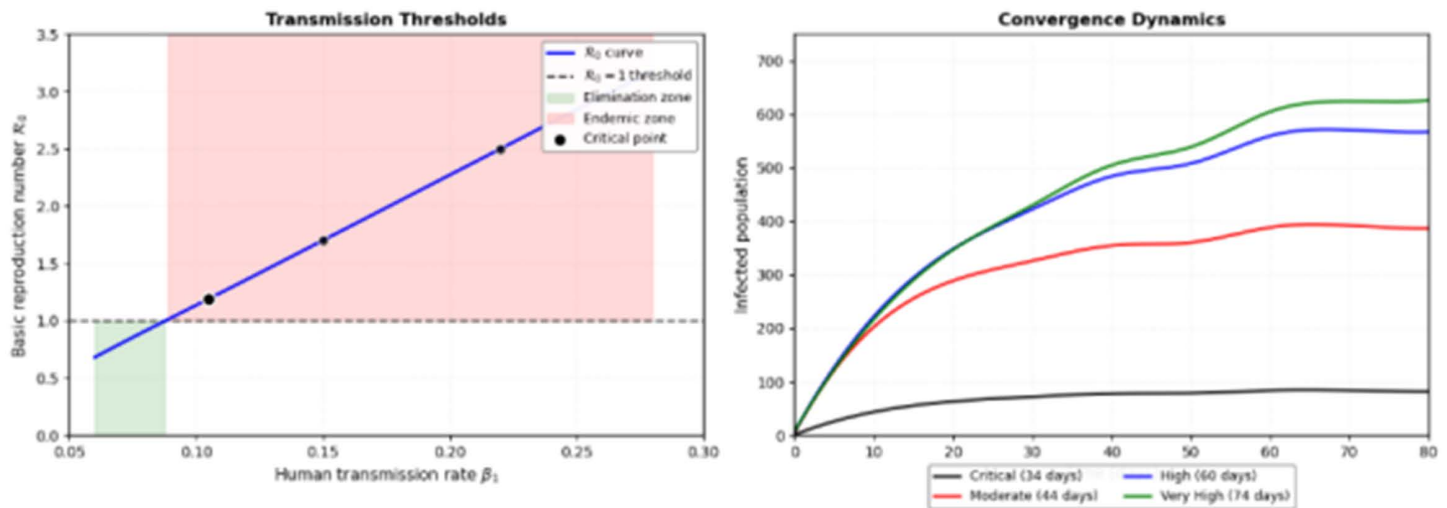 Transmission Thresholds
3.5
3.0
2.5
2.0
1.5
1.0
0.5
0.0
Basic reproduction number R₀
0.05
0.10
0.15
0.20
0.25
0.30
Human transmission rate β₁
R₀ curve
R₀ = 1 threshold
Elimination zone
Endemic zone
Critical point
Convergence Dynamics
700
600
500
400
300
200
100
0
Infected population
0
10
20
30
40
50
60
70
80
Critical (34 days)
Moderate (44 days)
High (60 days)
Very High (74 days)